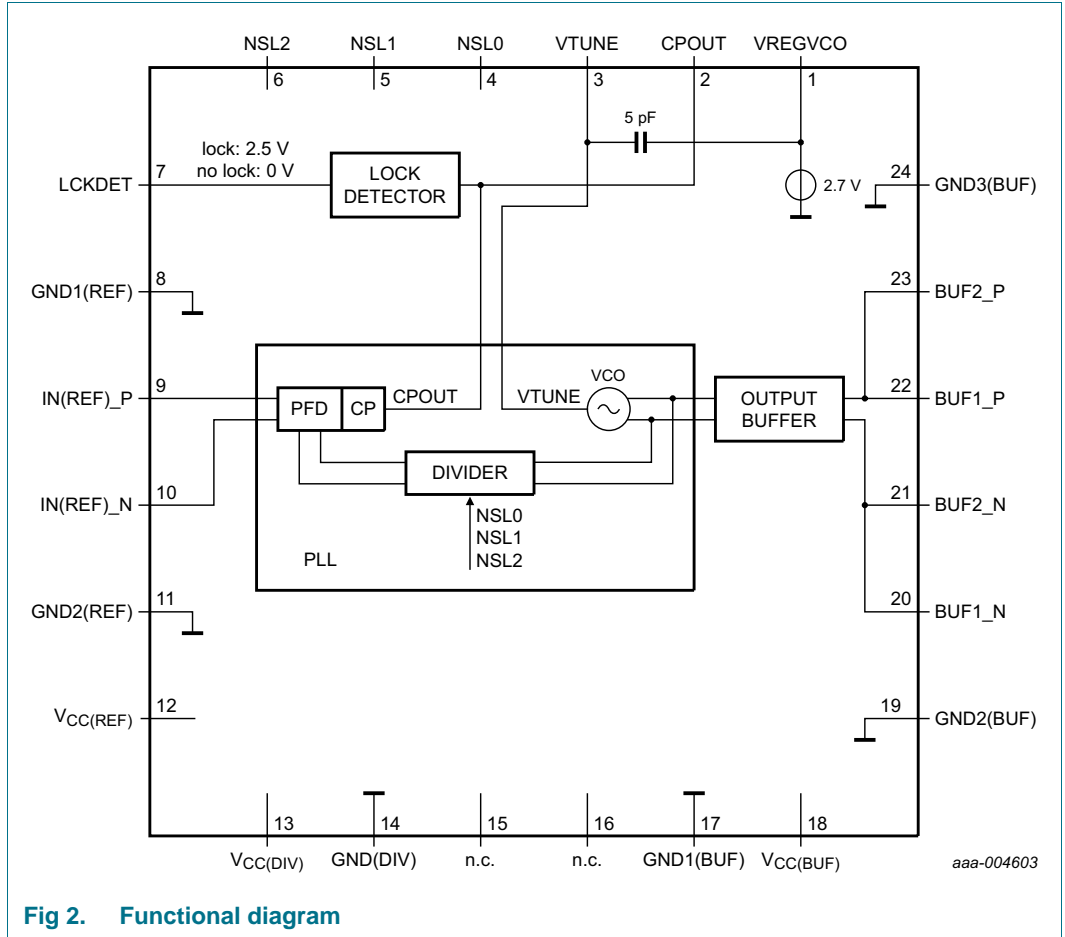 NSL2 NSL1 NSL0 VTUNE CPOUT VREGVCO
6 5 4 3 2 1
5 pF
lock: 2.5 V
no lock: 0 V
LCKDET 7
LOCK
DETECTOR
2.7 V
24 GND3(BUF)
GND1(REF) 8
23 BUF2_P
IN(REF)_P 9
PFD CP CPOUT
VTUNE VCO
OUTPUT
BUFFER
22 BUF1_P
DIVIDER
IN(REF)_N 10
21 BUF2_N
NSL0
NSL1
NSL2
PLL
GND2(REF) 11
20 BUF1_N
VCC(REF) 12
19 GND2(BUF)
13 14 15 16 17 18
VCC(DIV) GND(DIV) n.c. n.c. GND1(BUF) VCC(BUF)
aaa-004603
Fig 2. Functional diagram